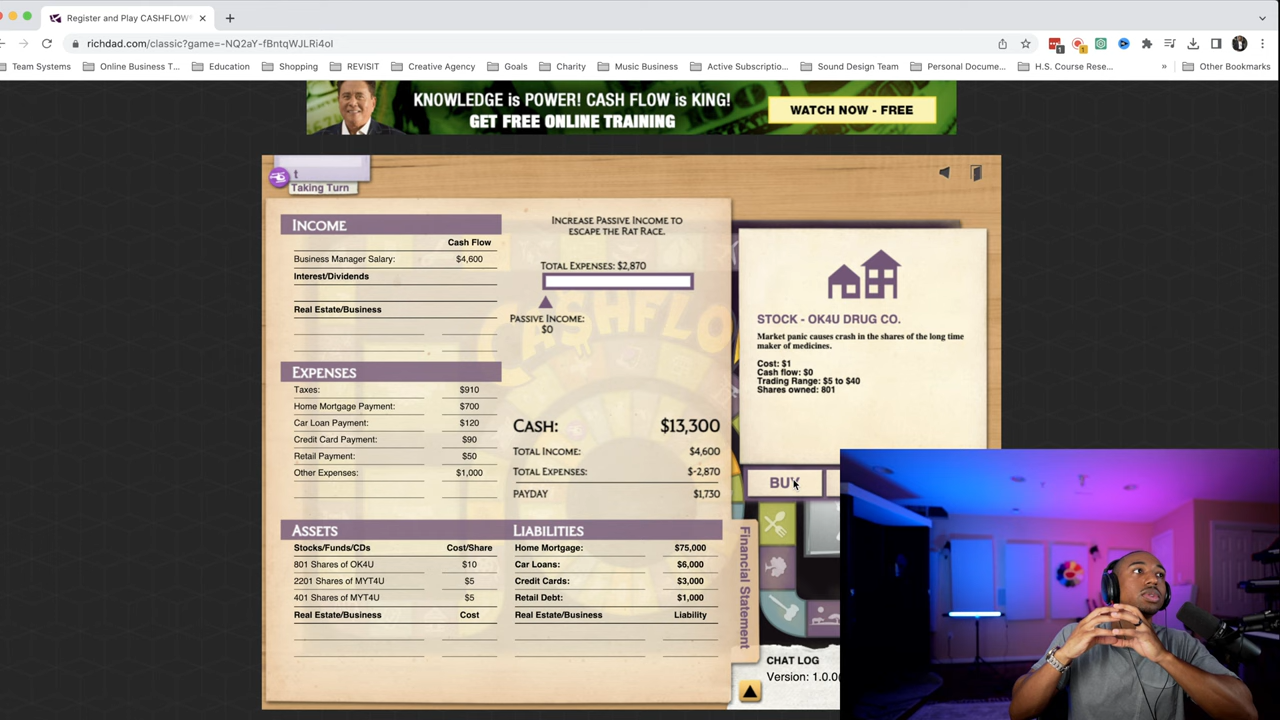 Register and Play CASHFLOW
richdad.com/classic?game=-NQ2aY-fBntqWJLRi4oI
Team Systems
Online Business T...
Education
Shopping
REVISIT
Creative Agency
Goals
Charity
Music Business
Active Subscriptio...
Sound Design Team
Personal Docume...
H.S. Course Rese...
»
Other Bookmarks
KNOWLEDGE is POWER! CASH FLOW is KING!
GET FREE ONLINE TRAINING
WATCH NOW - FREE
t
Taking Turn
INCOME
Cash Flow
Business Manager Salary: $4,600
Interest/Dividends
Real Estate/Business
INCREASE PASSIVE INCOME TO
ESCAPE THE RAT RACE.
TOTAL EXPENSES: $2,870
PASSIVE INCOME:
$0
EXPENSES
Taxes: $910
Home Mortgage Payment: $700
Car Loan Payment: $120
Credit Card Payment: $90
Retail Payment: $50
Other Expenses: $1,000
CASH: $13,300
TOTAL INCOME: $4,600
TOTAL EXPENSES: $-2,870
PAYDAY $1,730
ASSETS
Stocks/Funds/CDs Cost/Share
801 Shares of OK4U $10
2201 Shares of MYT4U $5
401 Shares of MYT4U $5
Real Estate/Business Cost
LIABILITIES
Home Mortgage: $75,000
Car Loans: $6,000
Credit Cards: $3,000
Retail Debt: $1,000
Real Estate/Business Liability
Financial Statement
STOCK - OK4U DRUG CO.
Market panic causes crash in the shares of the long time
maker of medicines.
Cost: $1
Cash flow: $0
Trading Range: $5 to $40
Shares owned: 801
BUY
CHAT LOG
Version: 1.0.0